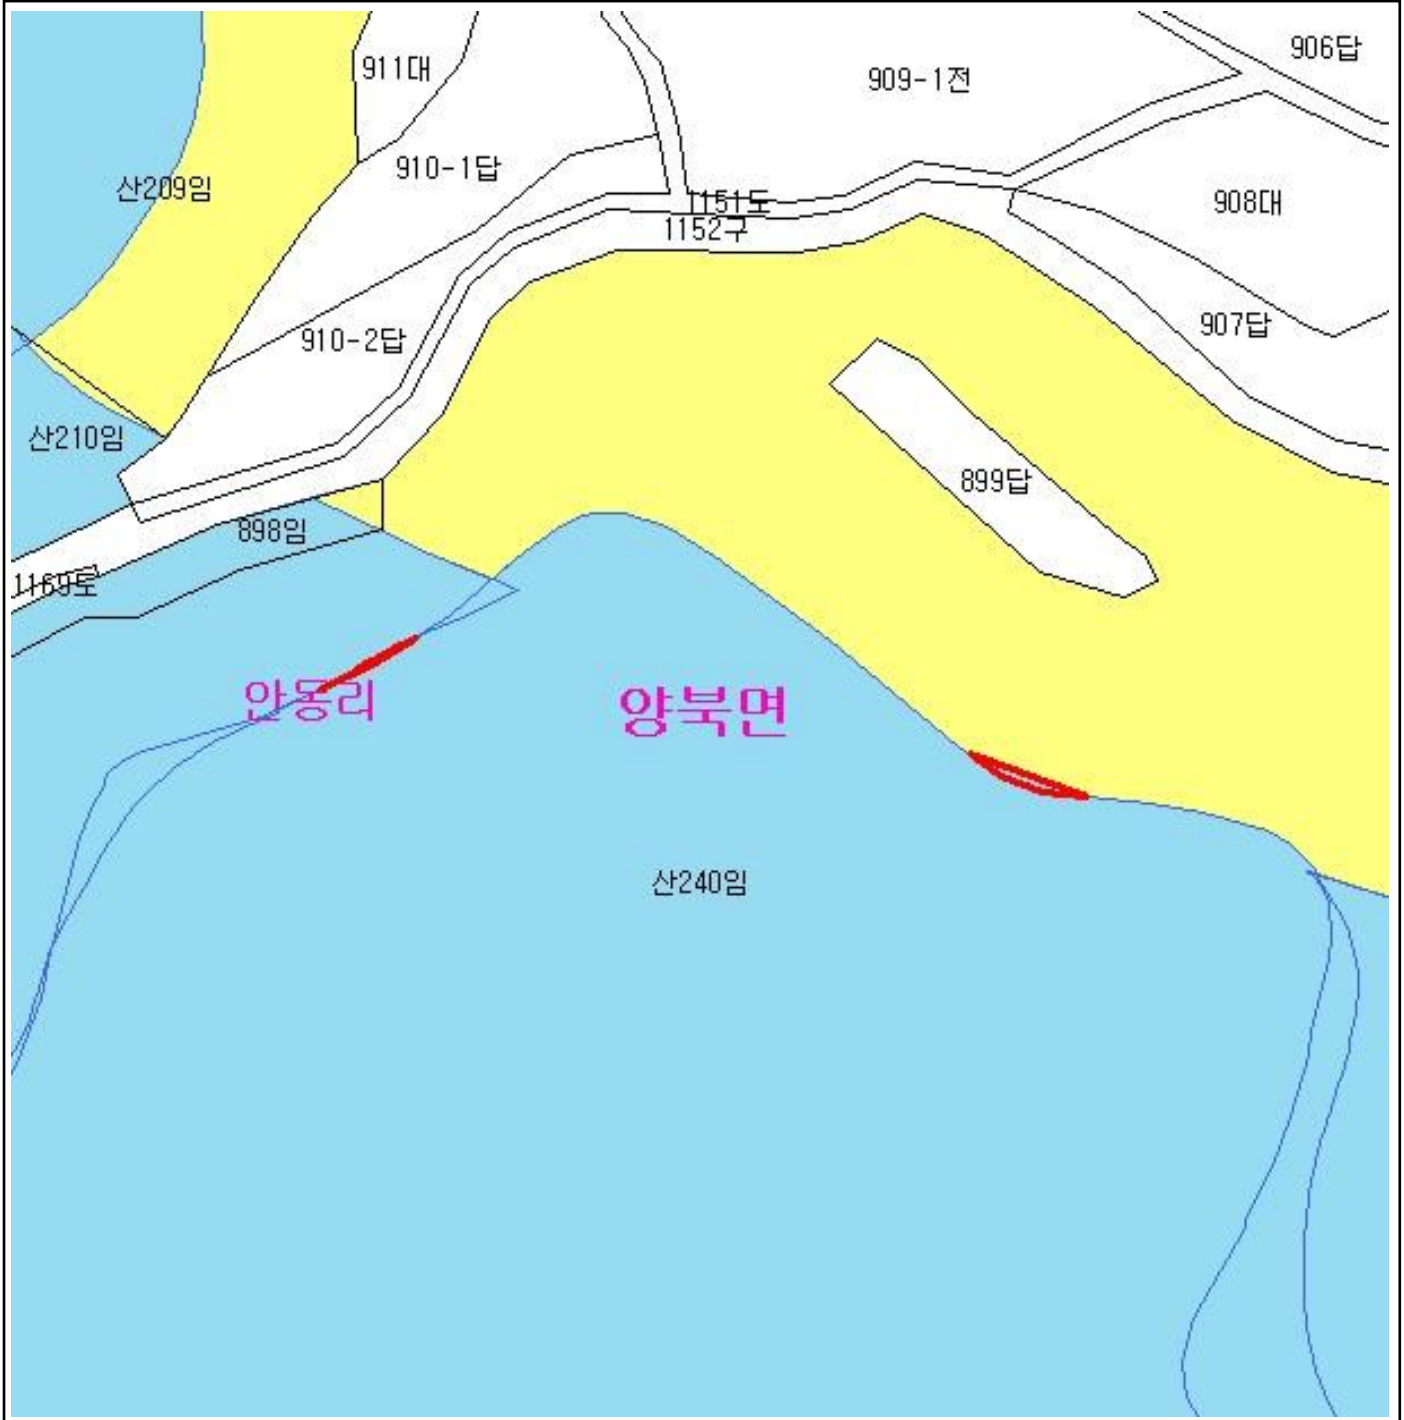 906답
911대
909-1전
910-1답
산209임
1151도
908대
1152구
907답
910-2답
산210임
899답
898임
1169도
안동리
양북면
산240임